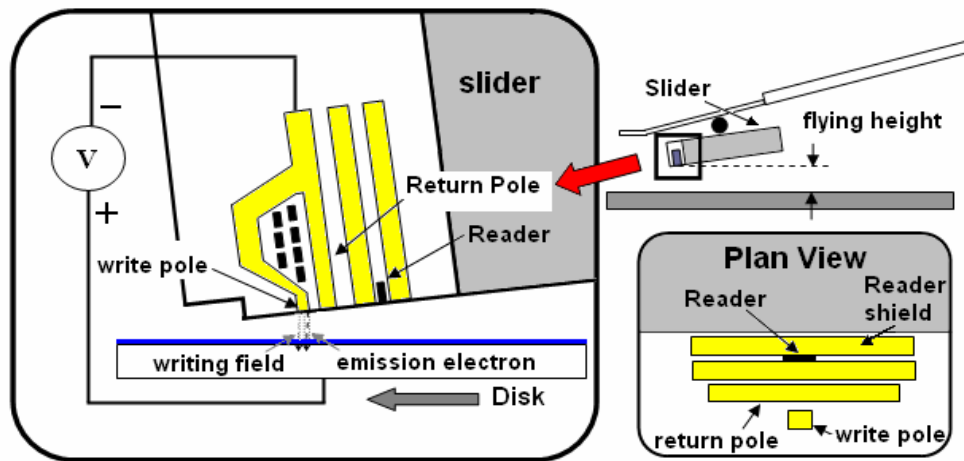 slider
−
V
+
Return Pole
Reader
write pole
writing field
emission electron
Disk
Slider
flying height
Plan View
Reader
Reader
shield
return pole
write pole